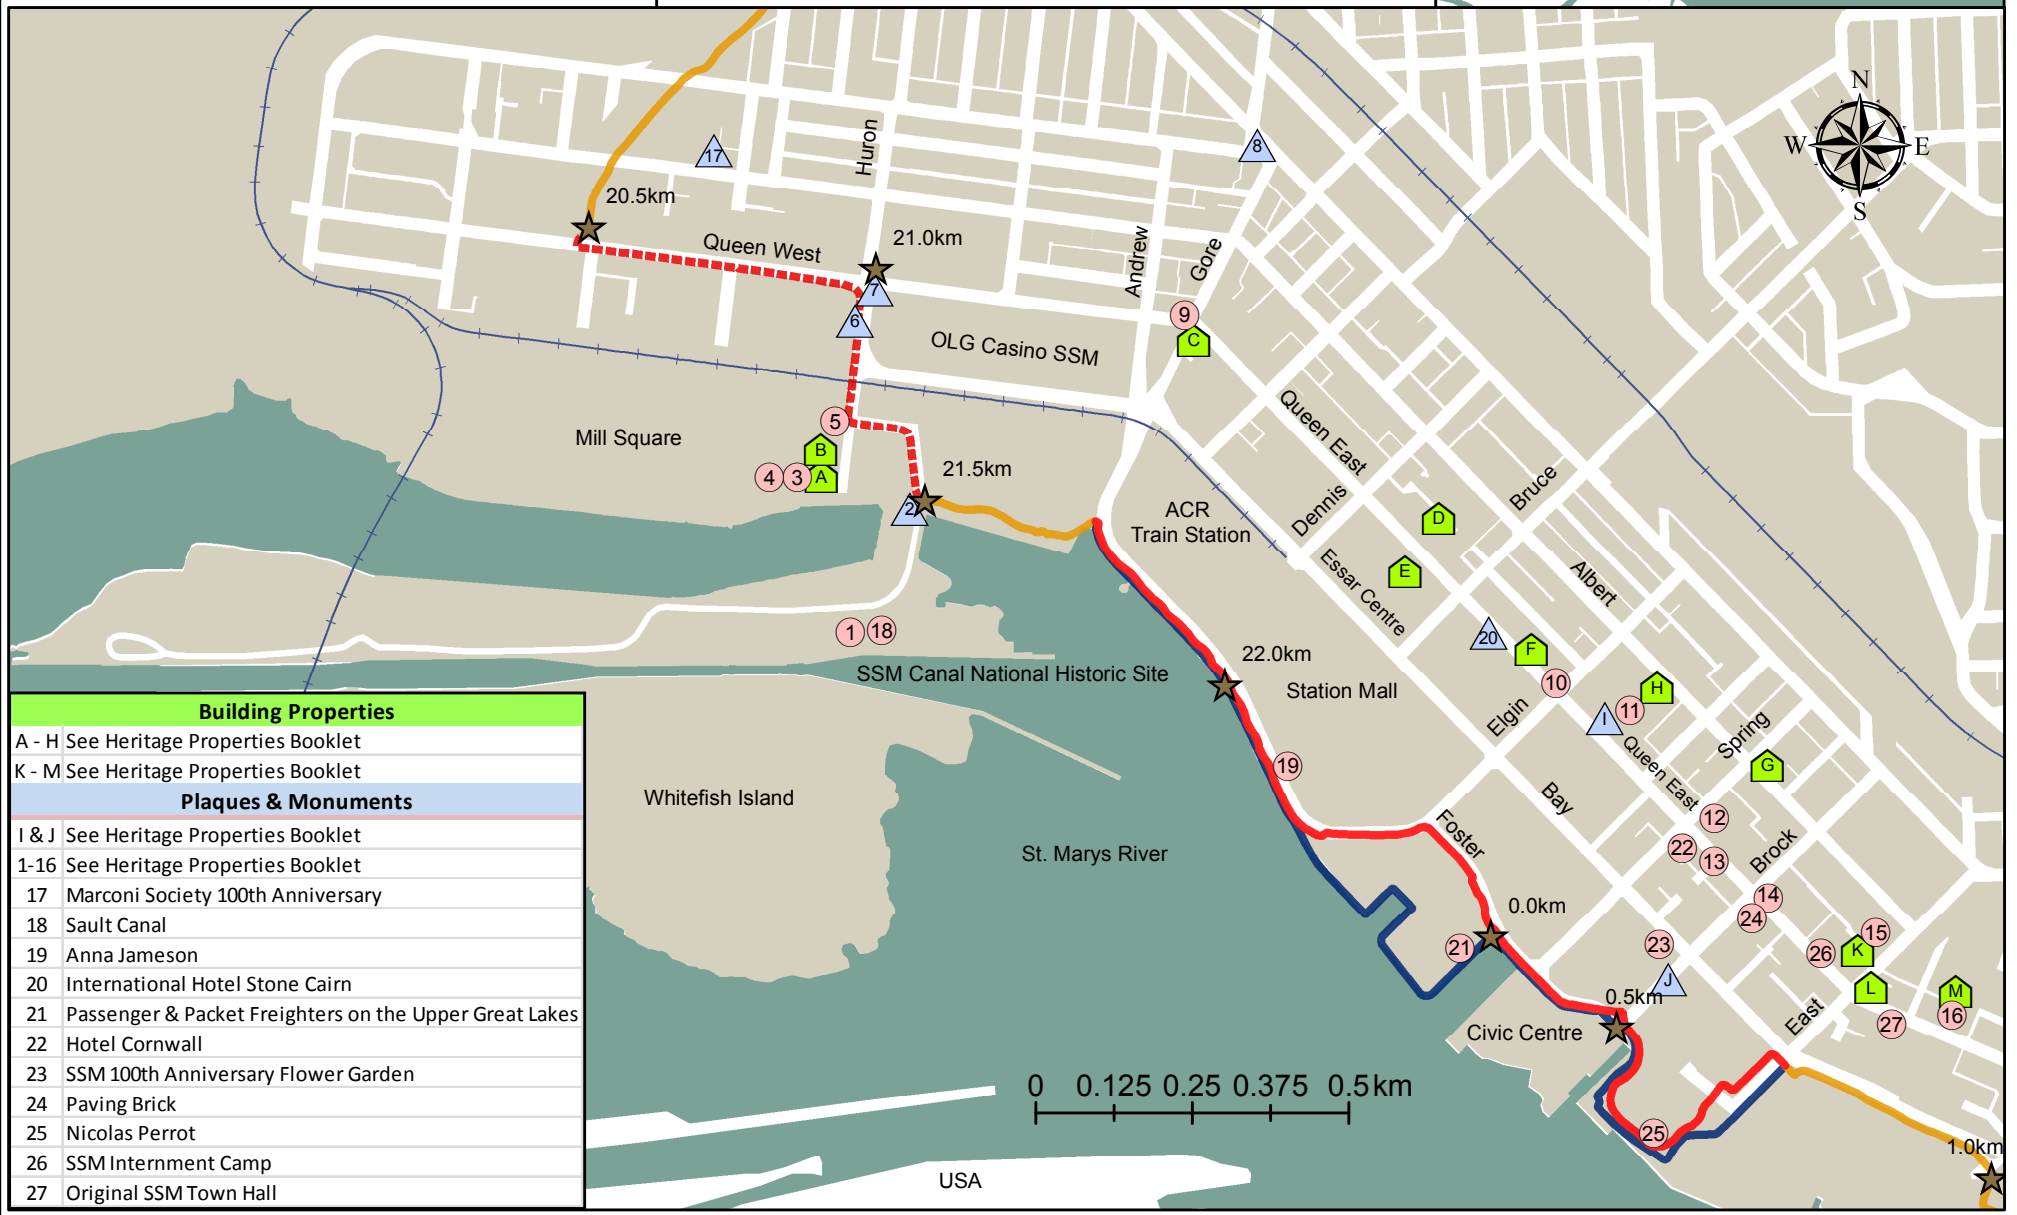 N
W
E
S
17
8
Huron
20.5km
Queen West
21.0km
Andrew
Gore
7
6
9
C
OLG Casino SSM
5
Mill Square
B
4
3
A
21.5km
2
Queen East
Dennis
Bruce
ACR
Train Station
D
E
Essar Centre
Albert
1
18
SSM Canal National Historic Site
22.0km
Station Mall
20
F
10
Elgin
H
11
I
Spring
G
Queen East
19
Whitefish Island
Bay
12
St. Marys River
Foster
22
13
Brock
0.0km
14
24
21
23
15
26
K
J
L
M
0.5km
16
27
East
Civic Centre
0 0.125 0.25 0.375 0.5km
25
1.0km
USA
Building Properties
A - H See Heritage Properties Booklet
K - M See Heritage Properties Booklet
Plaques & Monuments
I & J See Heritage Properties Booklet
1-16 See Heritage Properties Booklet
17 Marconi Society 100th Anniversary
18 Sault Canal
19 Anna Jameson
20 International Hotel Stone Cairn
21 Passenger & Packet Freighters on the Upper Great Lakes
22 Hotel Cornwall
23 SSM 100th Anniversary Flower Garden
24 Paving Brick
25 Nicolas Perrot
26 SSM Internment Camp
27 Original SSM Town Hall